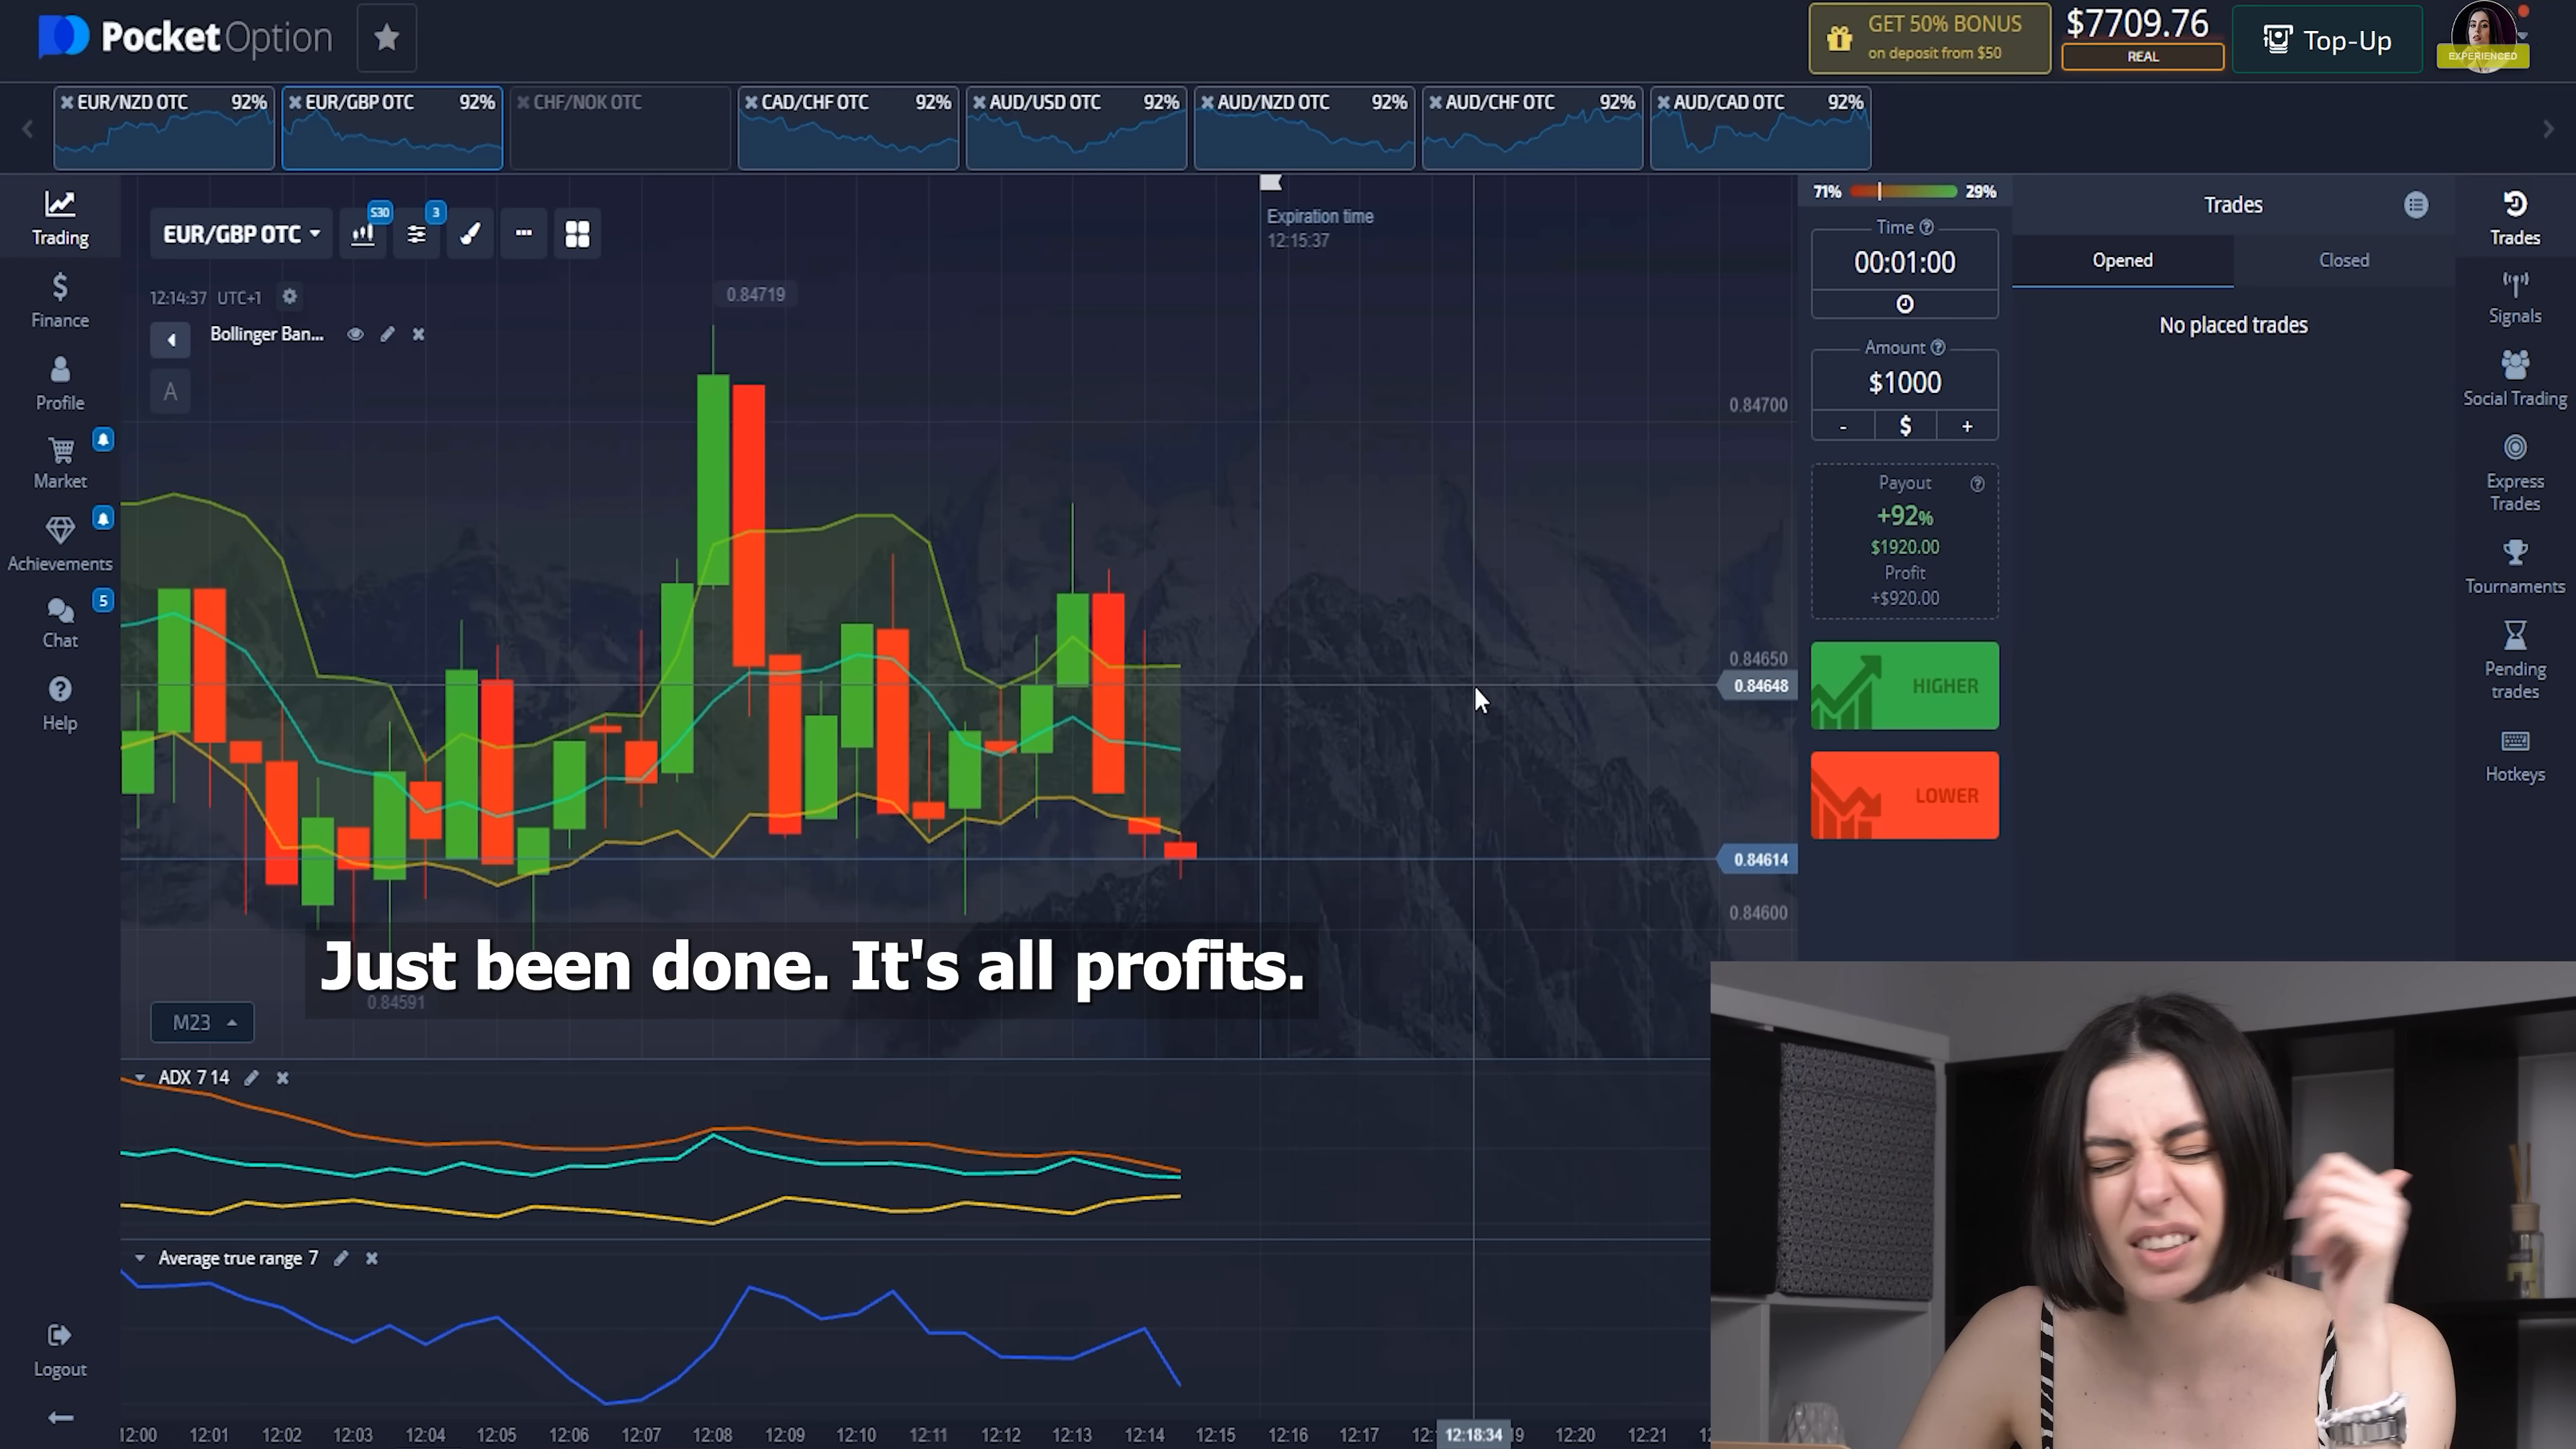 PocketOption
GET 50% BONUS
on deposit from $50
$7709.76
REAL
Top-Up
EXPERIENCED
EUR/NZD OTC 92%
EUR/GBP OTC 92%
CHF/NOK OTC
CAD/CHF OTC 92%
AUD/USD OTC 92%
AUD/NZD OTC 92%
AUD/CHF OTC 92%
AUD/CAD OTC 92%
Trading
Finance
Profile
Market
Achievements
5
Chat
Help
Logout
EUR/GBP OTC
S30
3
12:14:37 UTC+1
Bollinger Ban...
A
0.84719
Expiration time
12:15:37
0.84700
0.84650
0.84648
0.84614
0.84600
0.84591
Just been done. It's all profits.
M23
ADX 7 14
Average true range 7
12:00 12:01 12:02 12:03 12:04 12:05 12:06 12:07 12:08 12:09 12:10 12:11 12:12 12:13 12:14 12:15 12:16 12:17 12:18:34 12:20 12:21
71% 29%
Time
00:01:00
Amount
$1000
- $ +
Payout
+92%
$1920.00
Profit
+$920.00
HIGHER
LOWER
Trades
Opened Closed
No placed trades
Trades
Signals
Social Trading
Express
Trades
Tournaments
Pending
trades
Hotkeys